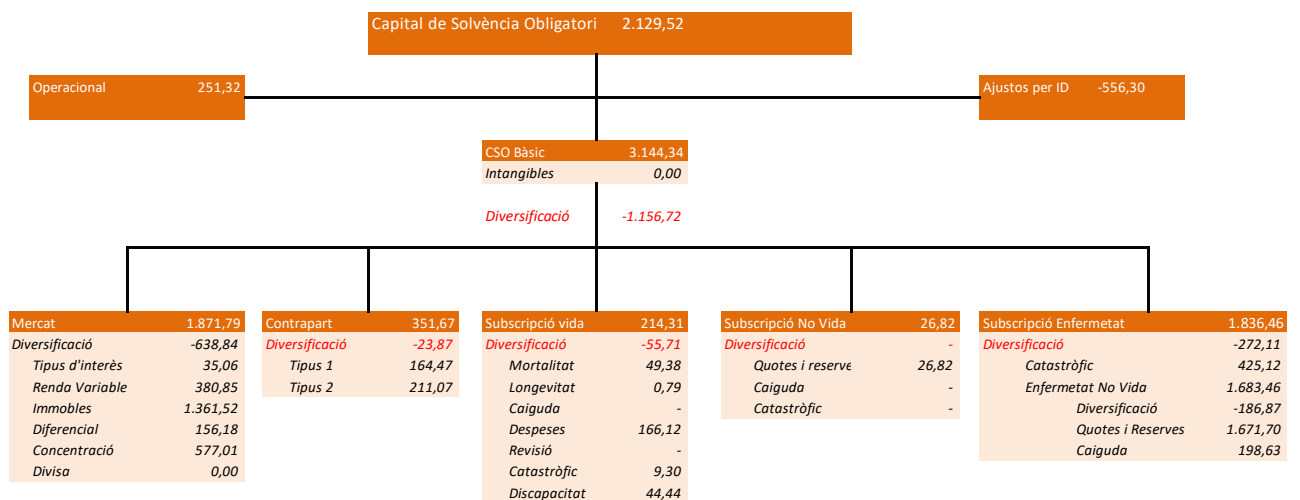 Capital de Solvència Obligatori 2.129,52
Operacional 251,32
Ajustos per ID -556,30
CSO Bàsic 3.144,34
Intangibles 0,00
Diversificació -1.156,72
Mercat 1.871,79
Diversificació -638,84
Tipus d'interès 35,06
Renda Variable 380,85
Immobles 1.361,52
Diferencial 156,18
Concentració 577,01
Divisa 0,00
Contrapart 351,67
Diversificació -23,87
Tipus 1 164,47
Tipus 2 211,07
Subscripció vida 214,31
Diversificació -55,71
Mortalitat 49,38
Longevitat 0,79
Caiguda -
Despeses 166,12
Revisió -
Catastròfic 9,30
Discapacitat 44,44
Subscripció No Vida 26,82
Diversificació -
Quotes i reserve 26,82
Caiguda -
Catastròfic -
Subscripció Enfermetat 1.836,46
Diversificació -272,11
Catastròfic 425,12
Enfermetat No Vida 1.683,46
Diversificació -186,87
Quotes i Reserves 1.671,70
Caiguda 198,63